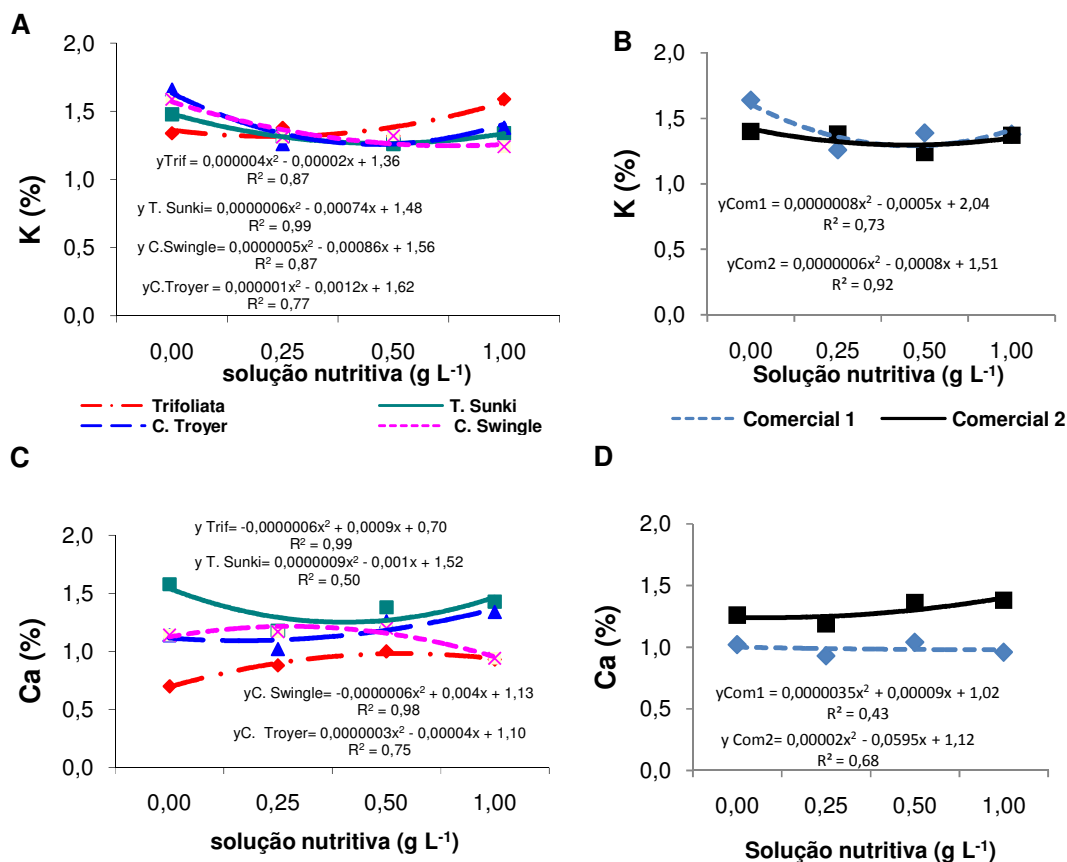 A
2,0
1,5
1,0
0,5
0,0
K (%)
yTrif = 0,000004x² - 0,00002x + 1,36
R² = 0,87
y T. Sunki= 0,0000006x² - 0,00074x + 1,48
R² = 0,99
y C.Swingle= 0,0000005x² - 0,00086x + 1,56
R² = 0,87
yC.Troyer = 0,000001x² - 0,0012x + 1,62
R² = 0,77
0,00 0,25 0,50 1,00
solução nutritiva (g L⁻¹)
Trifoliata T. Sunki
C. Troyer C. Swingle
B
2,0
1,5
1,0
0,5
0,0
K (%)
yCom1 = 0,0000008x² - 0,0005x + 2,04
R² = 0,73
yCom2 = 0,0000006x² - 0,0008x + 1,51
R² = 0,92
0,00 0,25 0,50 1,00
Solução nutritiva (g L⁻¹)
Comercial 1 Comercial 2
C
2,0
1,5
1,0
0,5
0,0
Ca (%)
y Trif= -0,0000006x² + 0,0009x + 0,70
R² = 0,99
y T. Sunki= 0,0000009x² - 0,001x + 1,52
R² = 0,50
yC. Swingle= -0,0000006x² + 0,004x + 1,13
R² = 0,98
yC. Troyer= 0,0000003x² - 0,00004x + 1,10
R² = 0,75
0,00 0,25 0,50 1,00
solução nutritiva (g L⁻¹)
D
2,0
1,5
1,0
0,5
0,0
Ca (%)
yCom1 = 0,0000035x² + 0,00009x + 1,02
R² = 0,43
y Com2= 0,00002x² - 0,0595x + 1,12
R² = 0,68
0,00 0,25 0,50 1,00
Solução nutritiva (g L⁻¹)